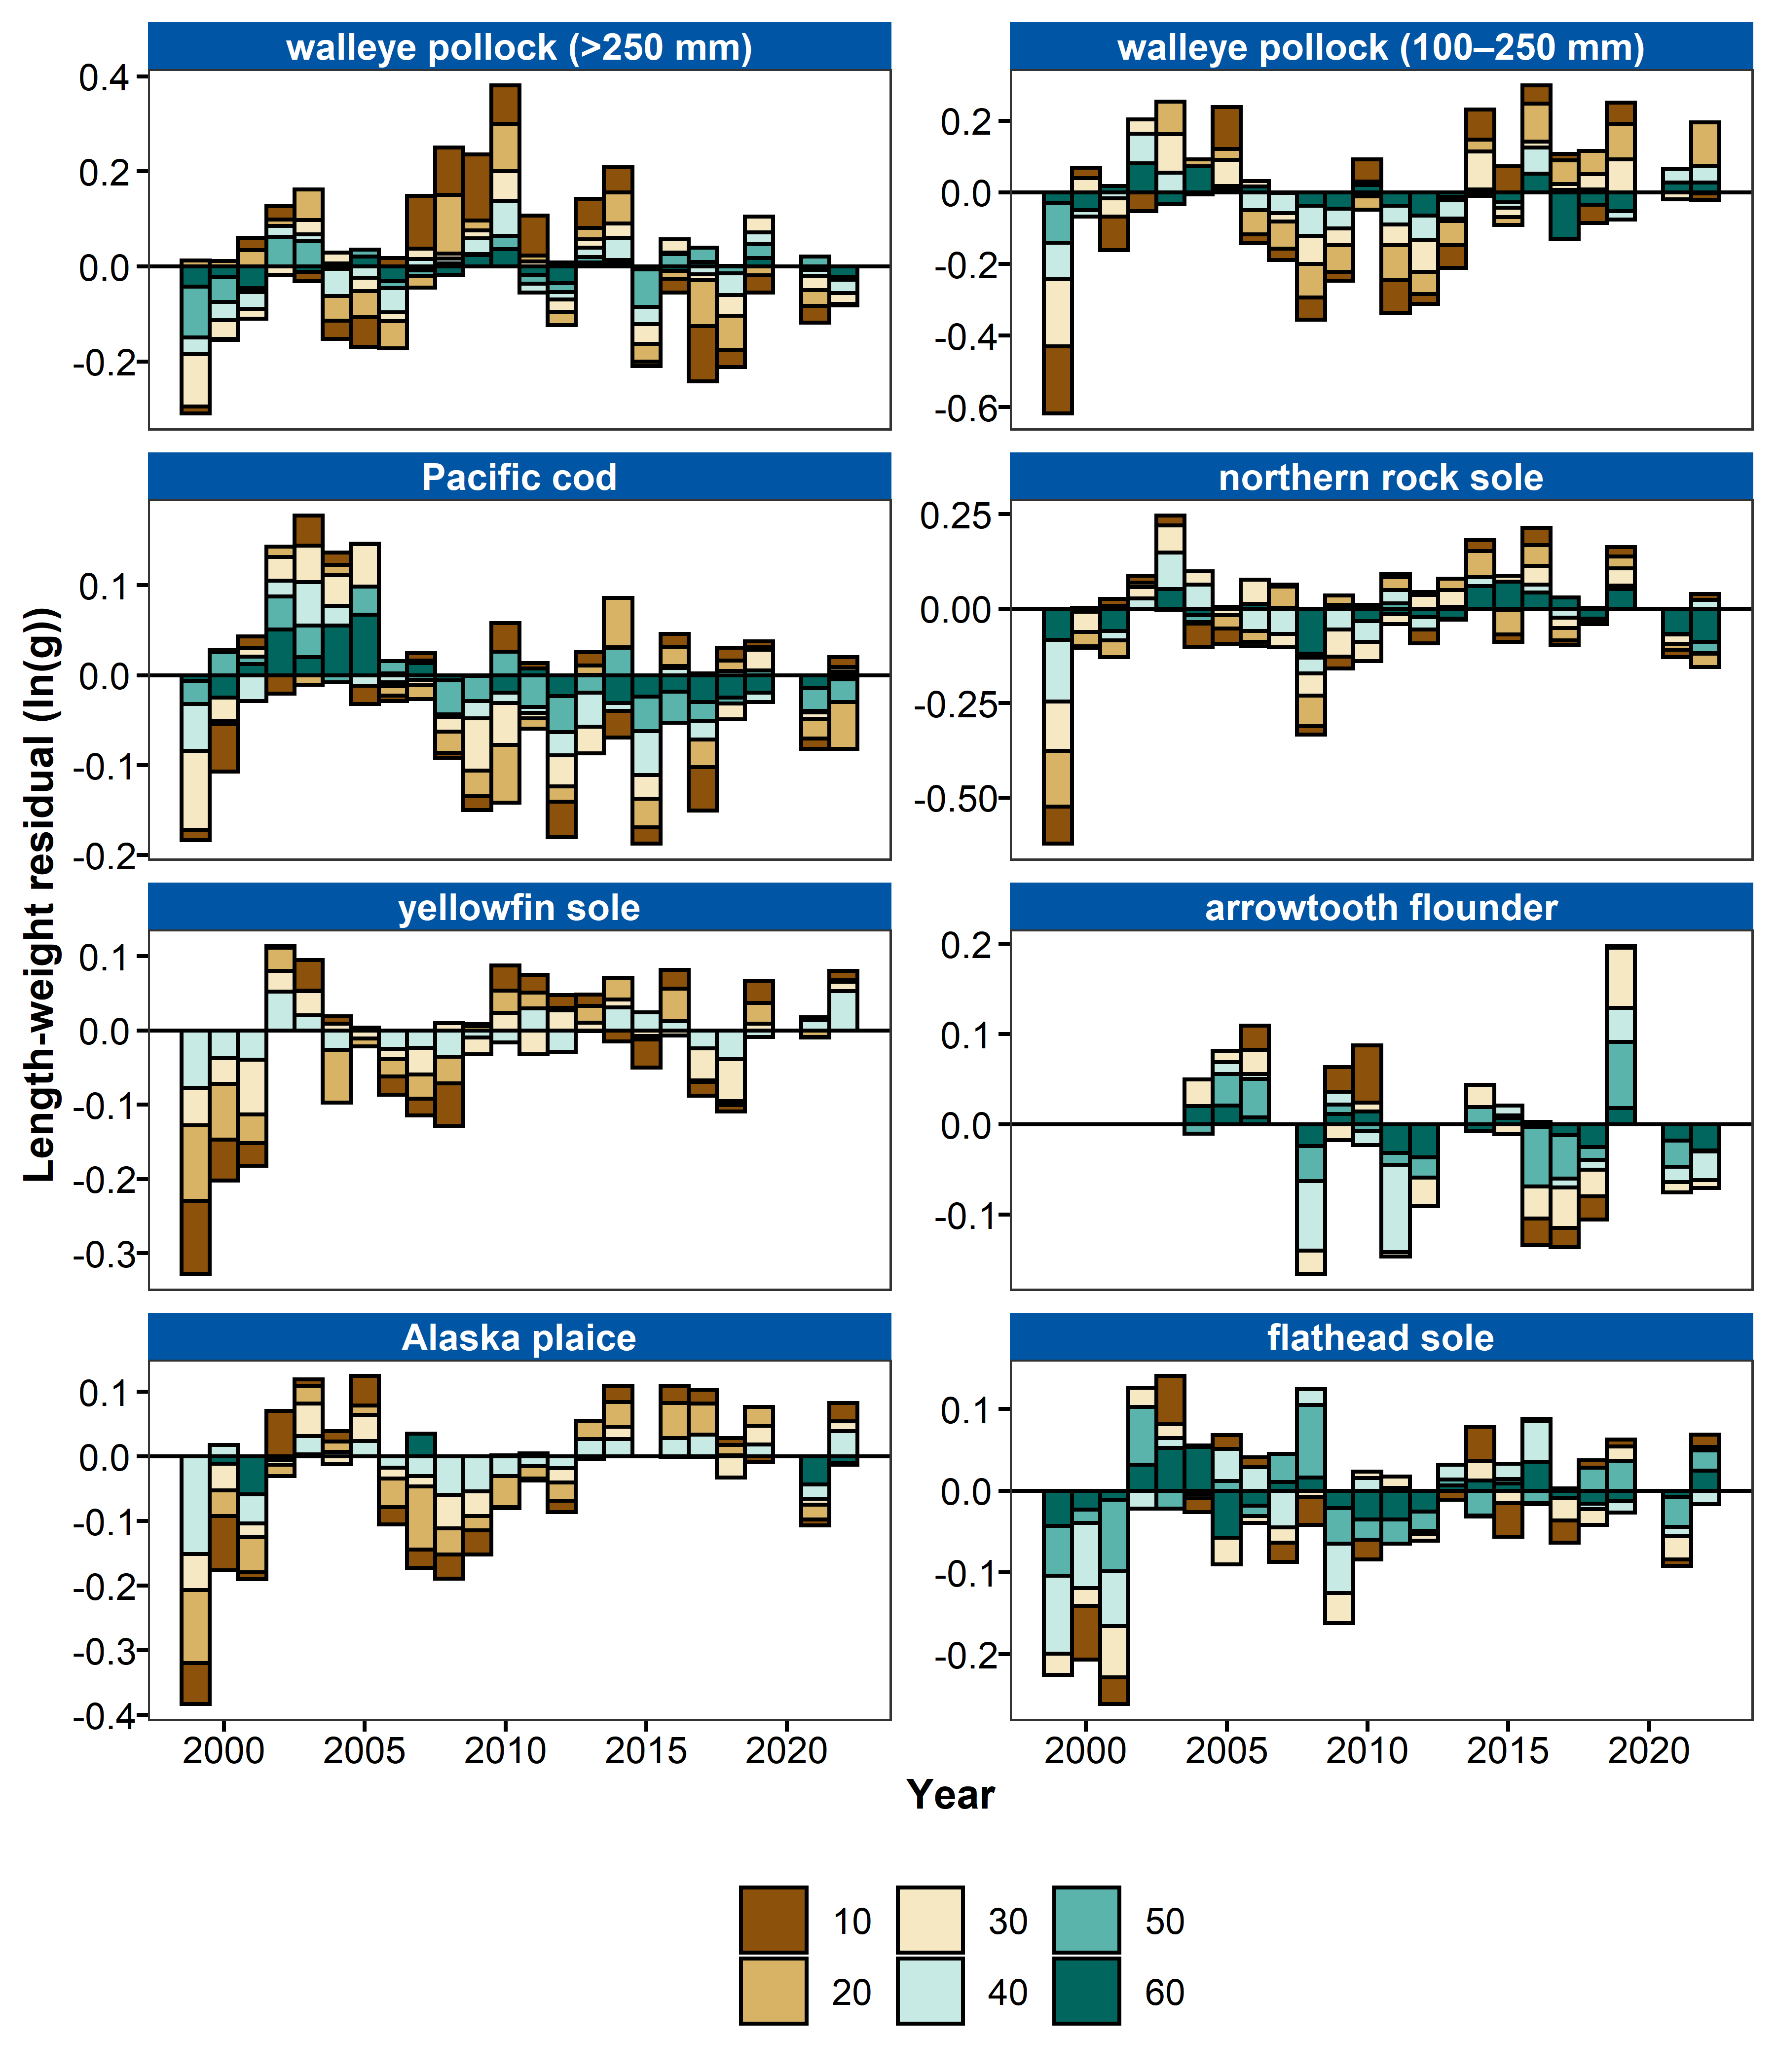 walleye pollock (>250 mm)
walleye pollock (100–250 mm)
0.4
0.2
0.0
-0.2
0.2
0.0
-0.2
-0.4
-0.6
Pacific cod
northern rock sole
0.1
0.0
-0.1
-0.2
0.25
0.00
-0.25
-0.50
Length-weight residual (ln(g))
yellowfin sole
arrowtooth flounder
0.1
0.0
-0.1
-0.2
-0.3
0.2
0.1
0.0
-0.1
Alaska plaice
flathead sole
0.1
0.0
-0.1
-0.2
-0.3
-0.4
0.1
0.0
-0.1
-0.2
2000 2005 2010 2015 2020
2000 2005 2010 2015 2020
Year
10 30 50
20 40 60